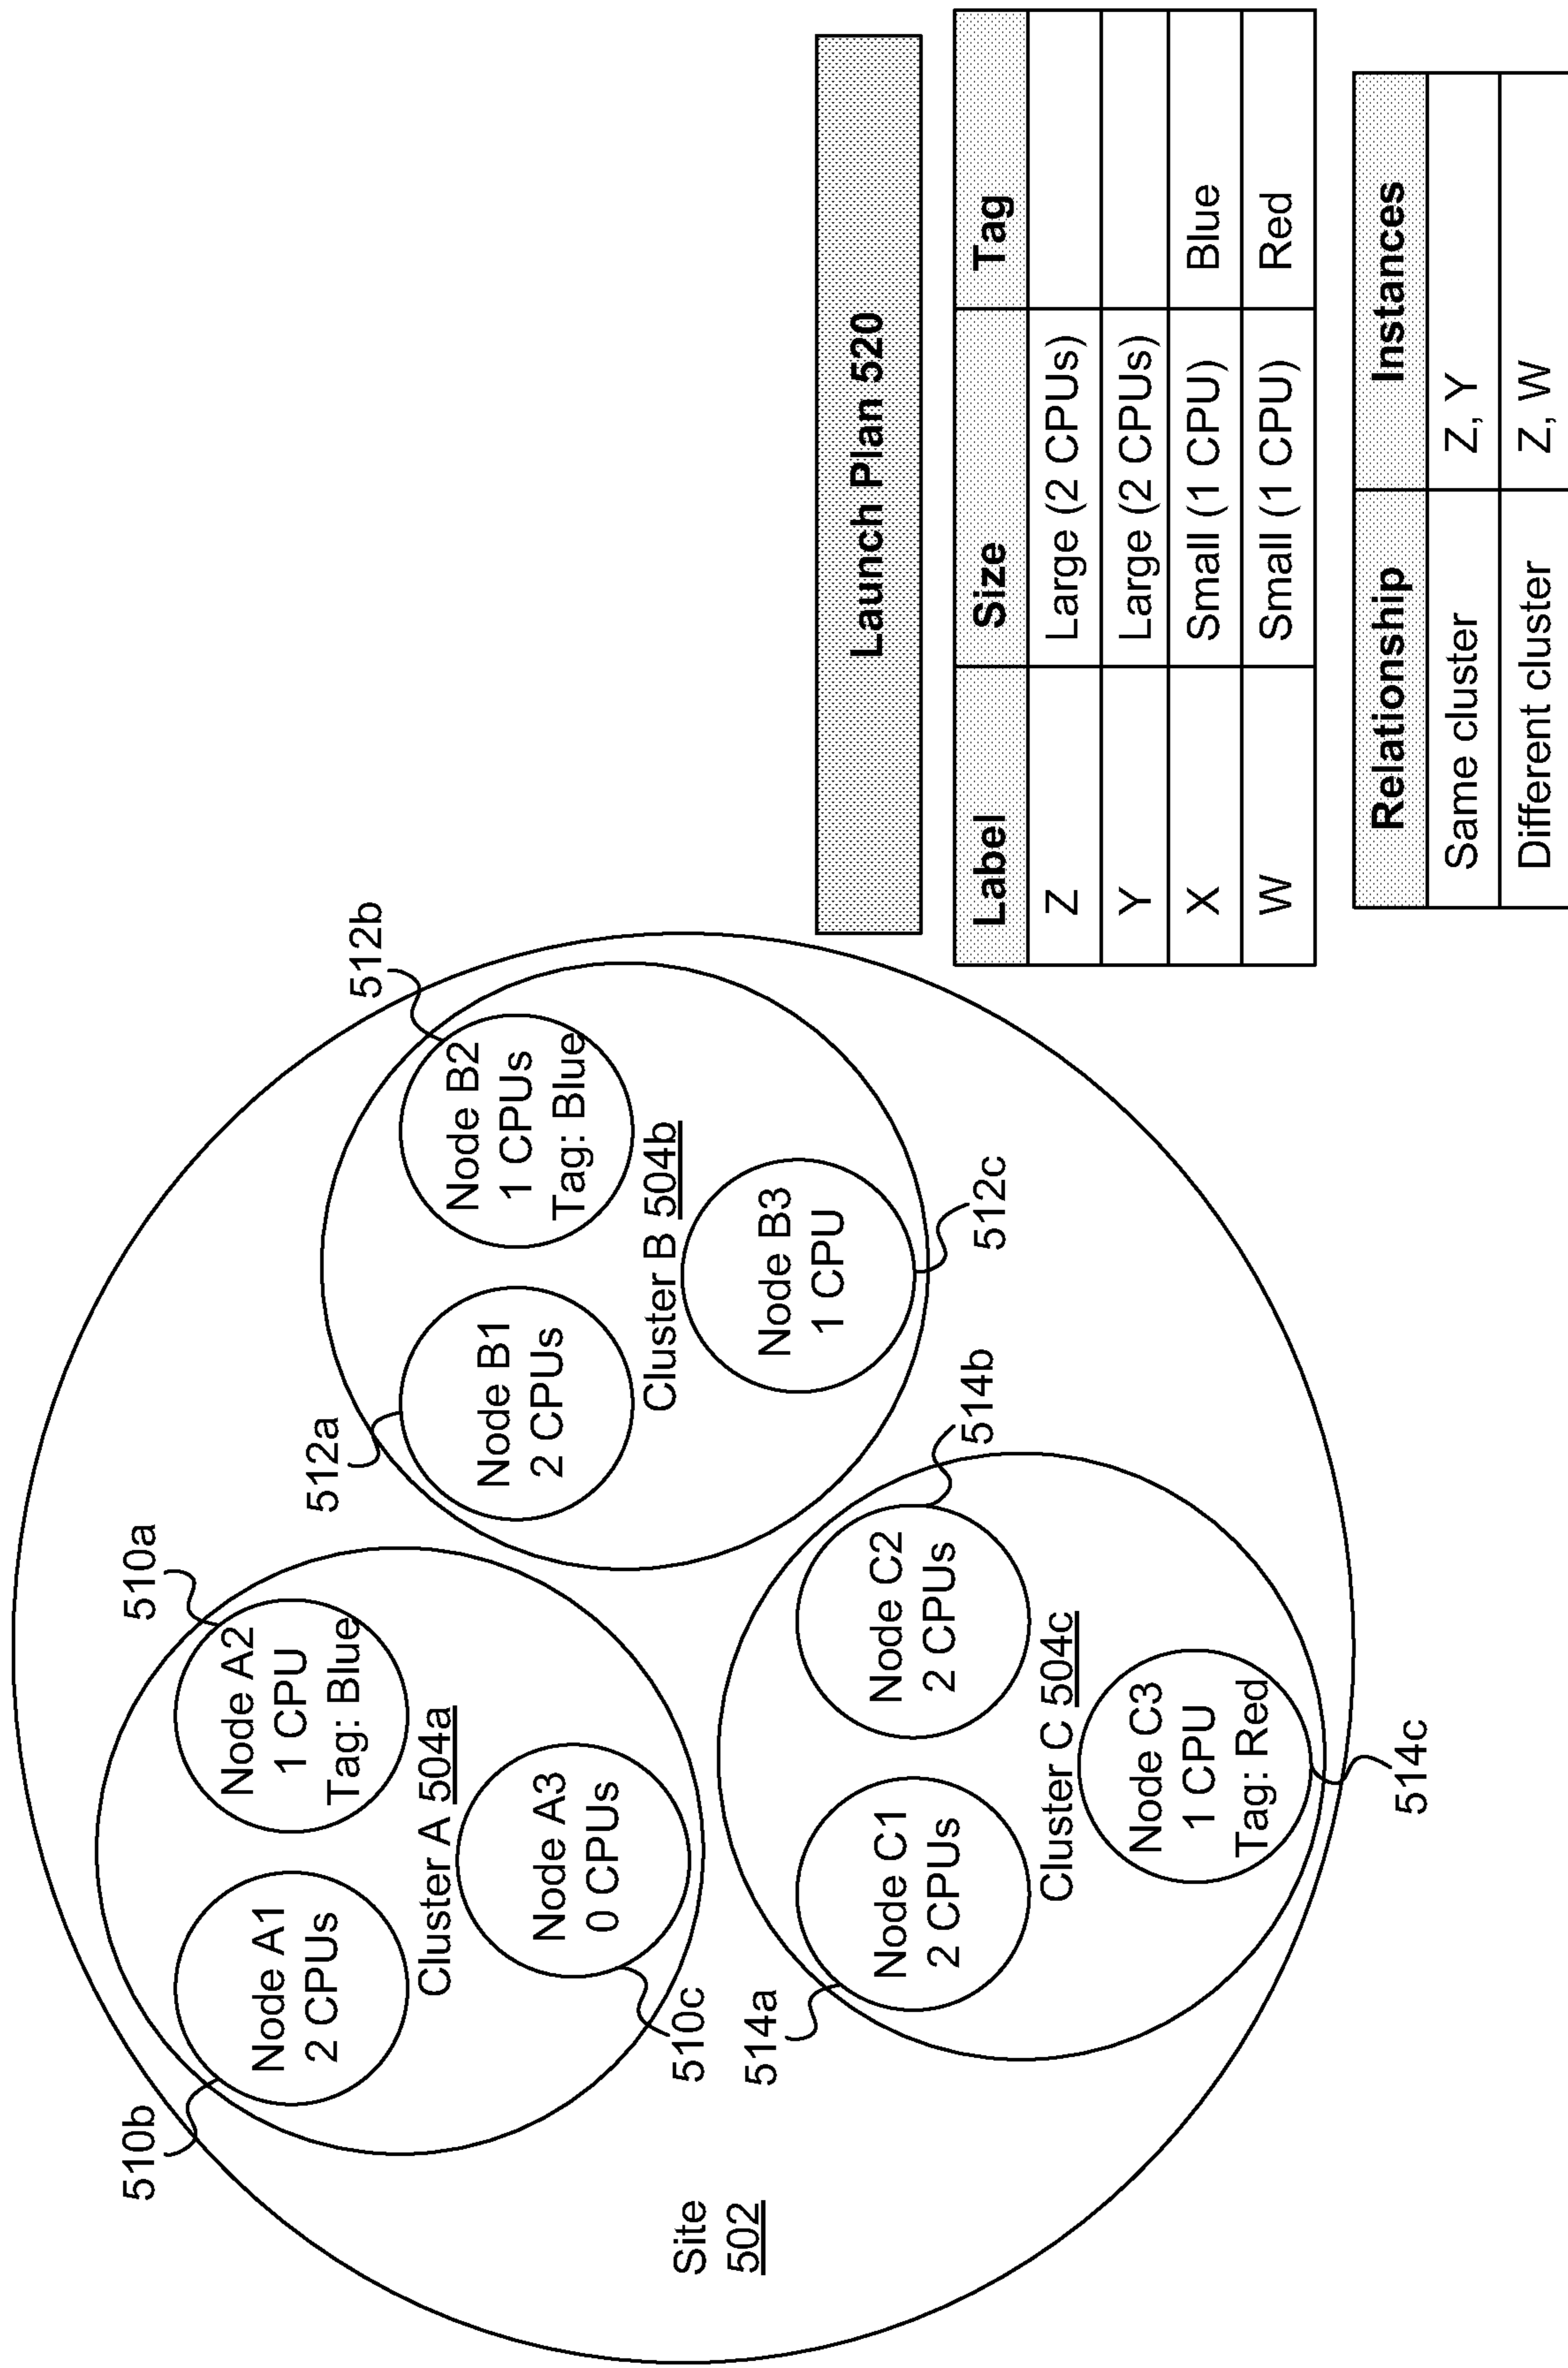 510b
510a
Node A1
2 CPUs
Node A2
1 CPU
Tag: Blue
Cluster A 504a
Node A3
0 CPUs
510c
512a
512b
Node B1
2 CPUs
Node B2
1 CPUs
Tag: Blue
Cluster B 504b
Node B3
1 CPU
512c
Site
502
514a
514b
Node C1
2 CPUs
Node C2
2 CPUs
Cluster C 504c
Node C3
1 CPU
Tag: Red
514c
Launch Plan 520
Label Size Tag
Z Large (2 CPUs)
Y Large (2 CPUs)
X Small (1 CPU) Blue
W Small (1 CPU) Red
Relationship Instances
Same cluster Z, Y
Different cluster Z, W